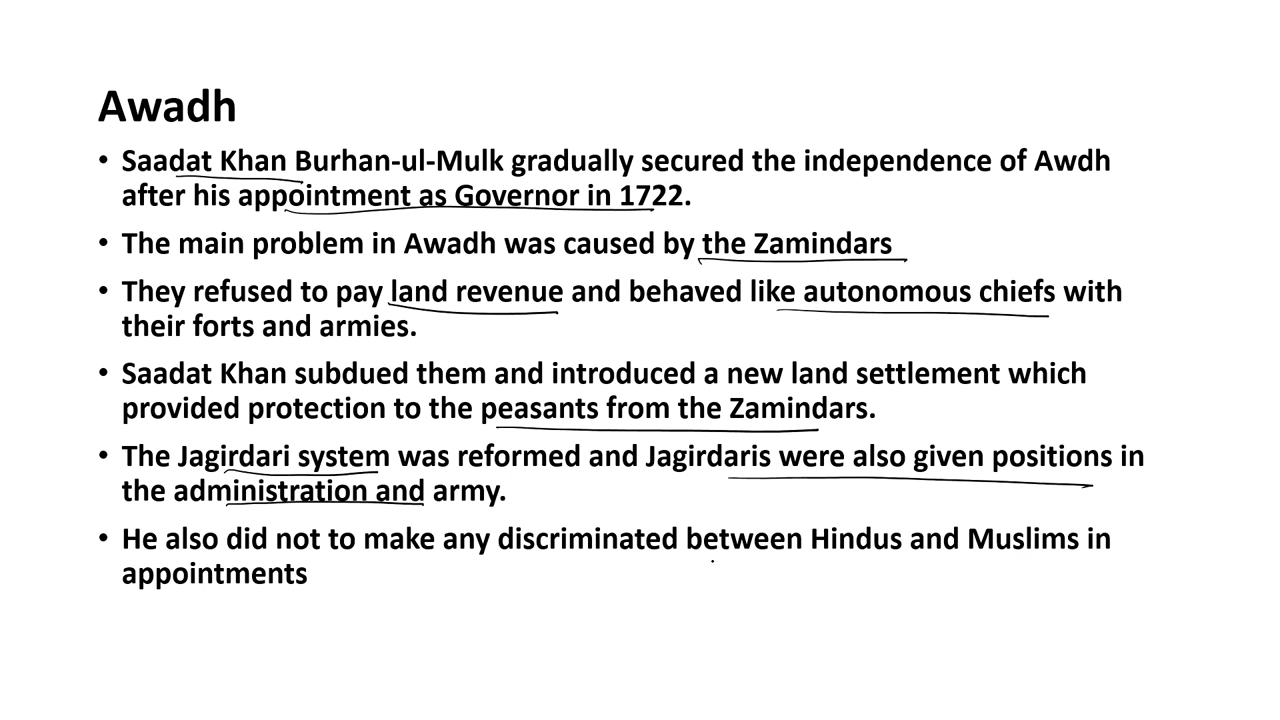 Awadh
• Saadat Khan Burhan-ul-Mulk gradually secured the independence of Awdh
after his appointment as Governor in 1722.
• The main problem in Awadh was caused by the Zamindars
• They refused to pay land revenue and behaved like autonomous chiefs with
their forts and armies.
• Saadat Khan subdued them and introduced a new land settlement which
provided protection to the peasants from the Zamindars.
• The Jagirdari system was reformed and Jagirdaris were also given positions in
the administration and army.
• He also did not to make any discriminated between Hindus and Muslims in
appointments